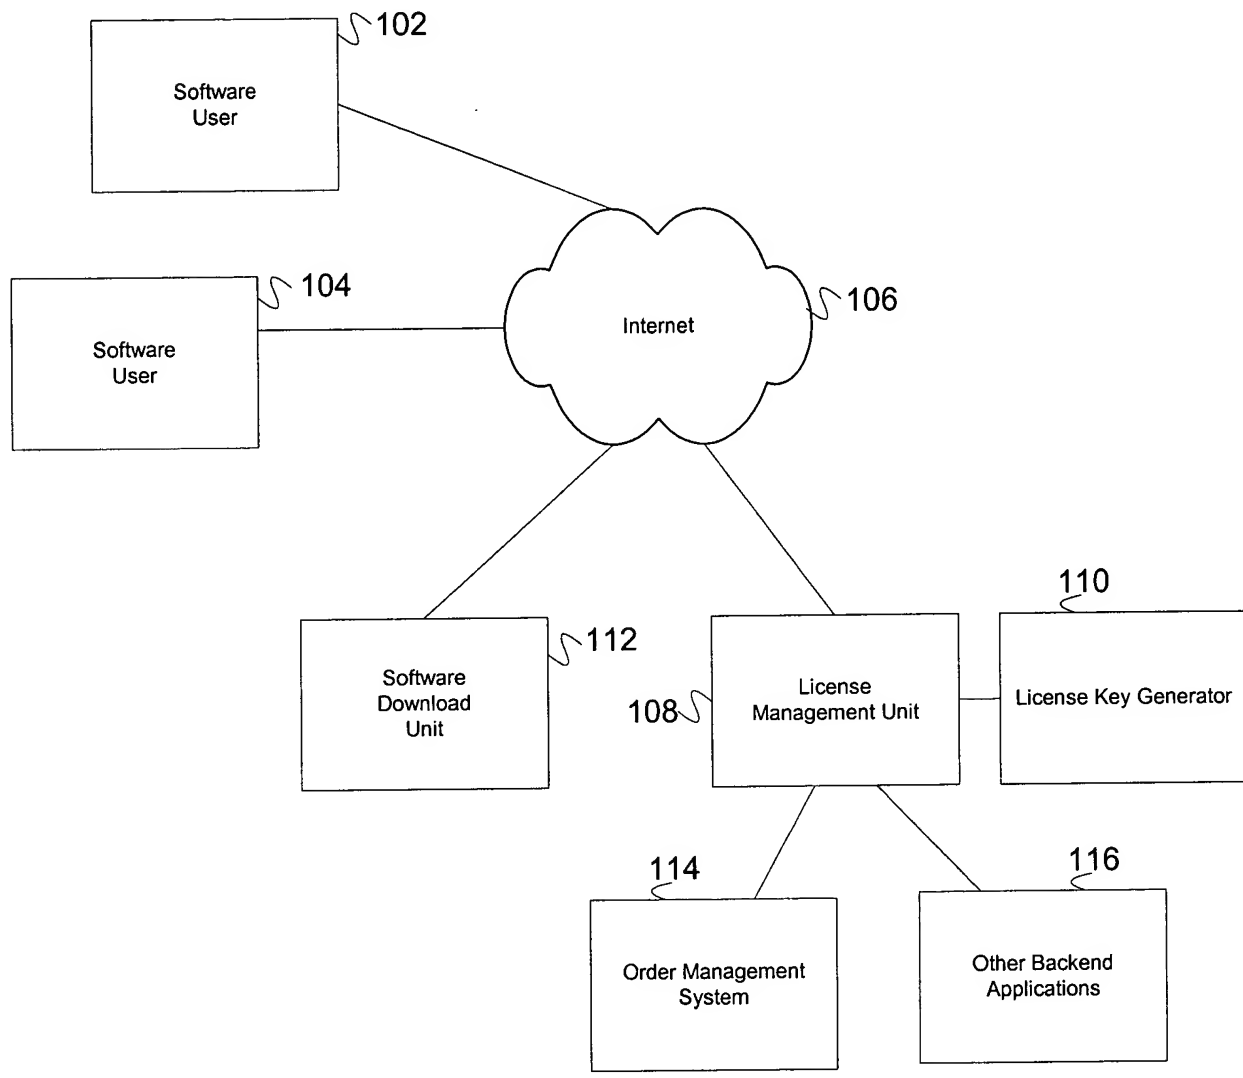 102
Software
User
104
Software
User
106
Internet
110
112
Software
Download
Unit
108
License
Management Unit
License Key Generator
114
116
Order Management
System
Other Backend
Applications